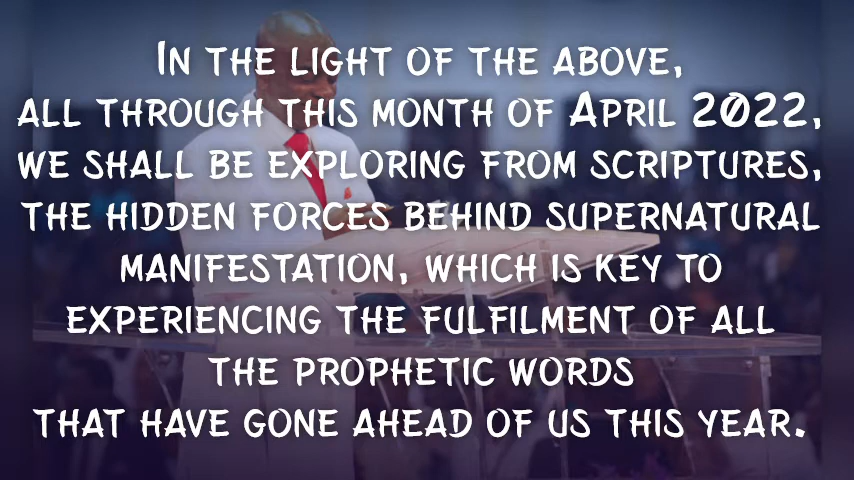 In the light of the above,
all through this month of April 2022,
we shall be exploring from scriptures,
the hidden forces behind supernatural
manifestation, which is key to
experiencing the fulfilment of all
the prophetic words
that have gone ahead of us this year.